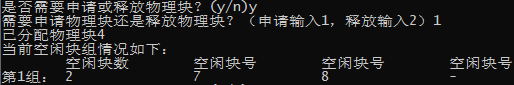 是否需要申请或释放物理块？(y/n)y
需要申请物理块还是释放物理块？（申请输入1，释放输入2）1
已分配物理块4
当前空闲块组情况如下：
空闲块数 空闲块号 空闲块号 空闲块号
第1组： 2 7 8 -